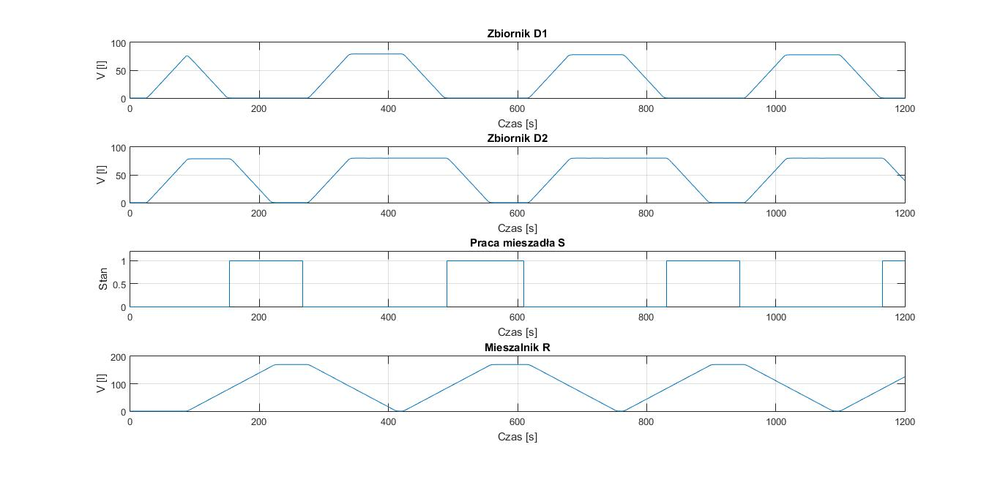 Zbiornik D1
100
50
0
V [l]
0 200 400 600 800 1000 1200
Czas [s]
Zbiornik D2
100
50
0
V [l]
0 200 400 600 800 1000 1200
Czas [s]
Praca mieszadła S
1
0.5
0
Stan
0 200 400 600 800 1000 1200
Czas [s]
Mieszalnik R
200
100
0
V [l]
0 200 400 600 800 1000 1200
Czas [s]